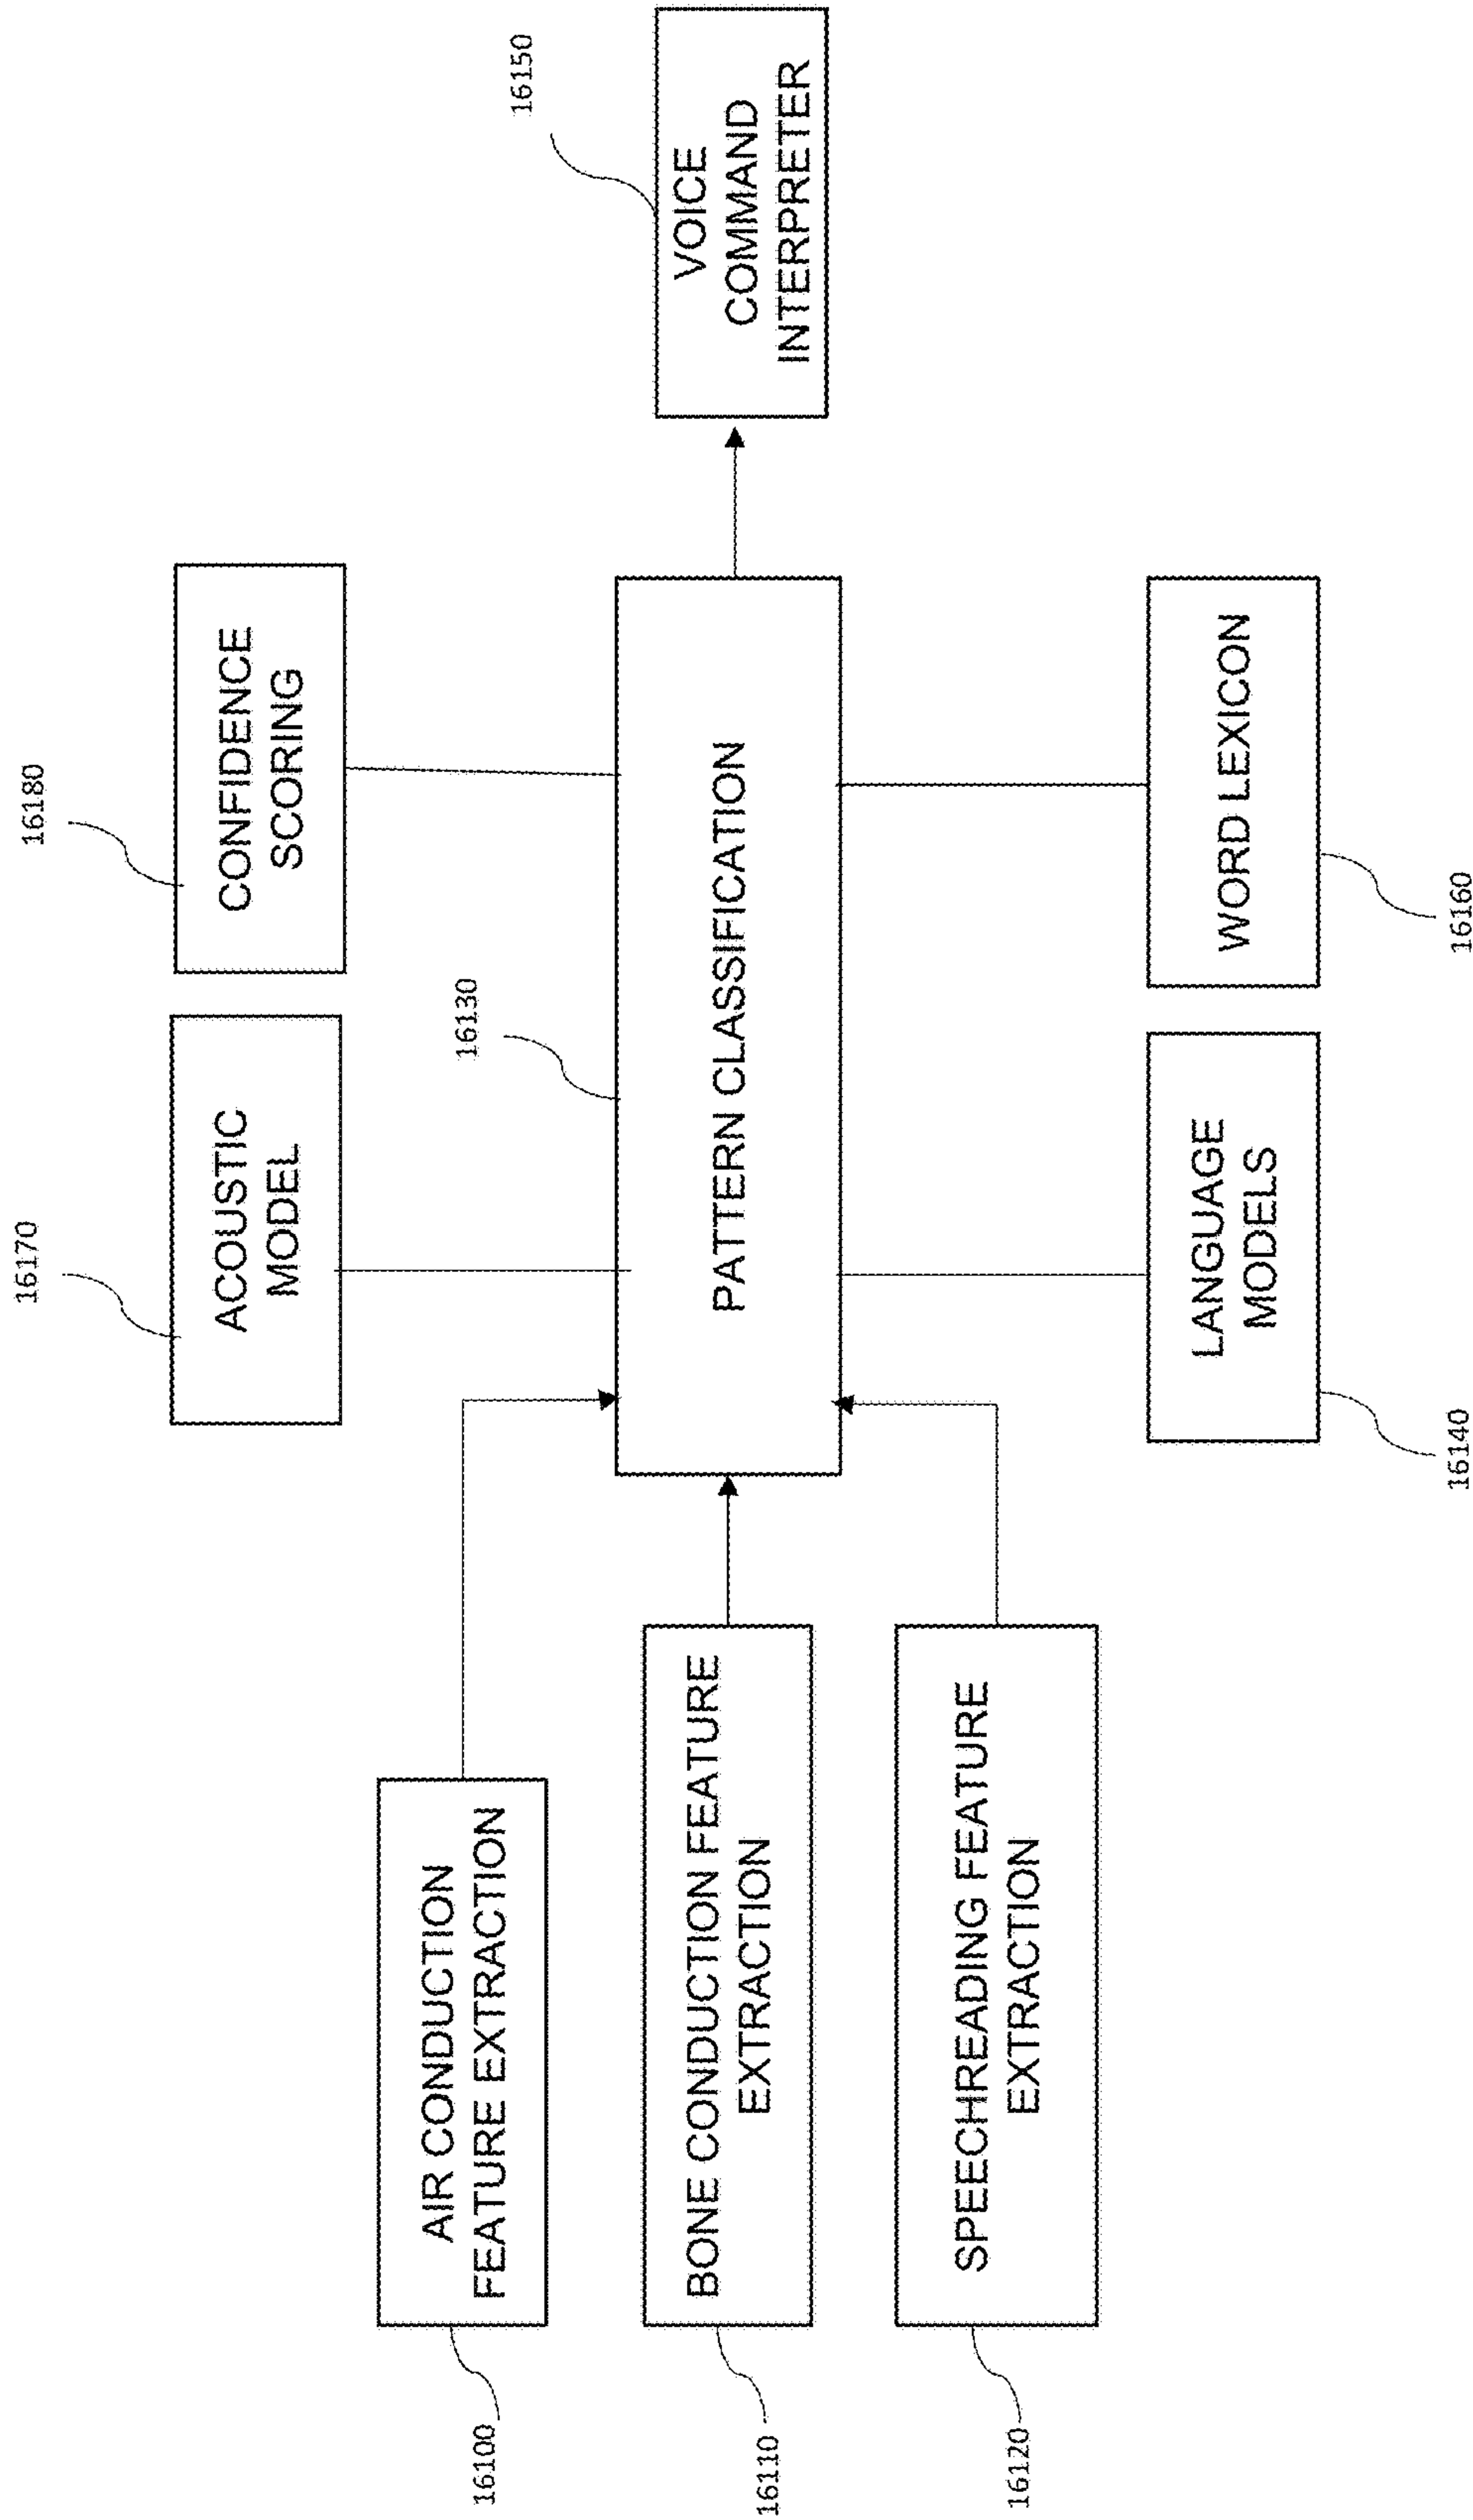 16170
ACOUSTIC
MODEL
16180
CONFIDENCE
SCORING
16100
AIR CONDUCTION
FEATURE EXTRACTION
16130
PATTERN CLASSIFICATION
16150
VOICE
COMMAND
INTERPRETER
16110
BONE CONDUCTION FEATURE
EXTRACTION
16120
SPEECHREADING FEATURE
EXTRACTION
LANGUAGE
MODELS
16140
WORD LEXICON
16160